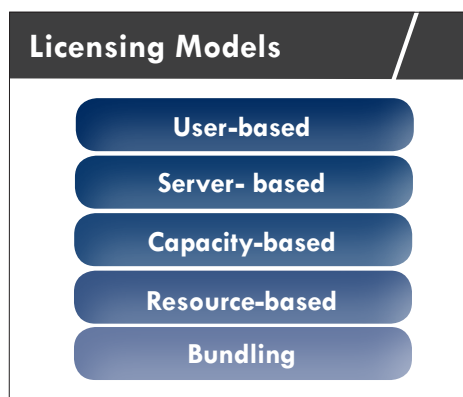 Licensing Models
User-based
Server- based
Capacity-based
Resource-based
Bundling